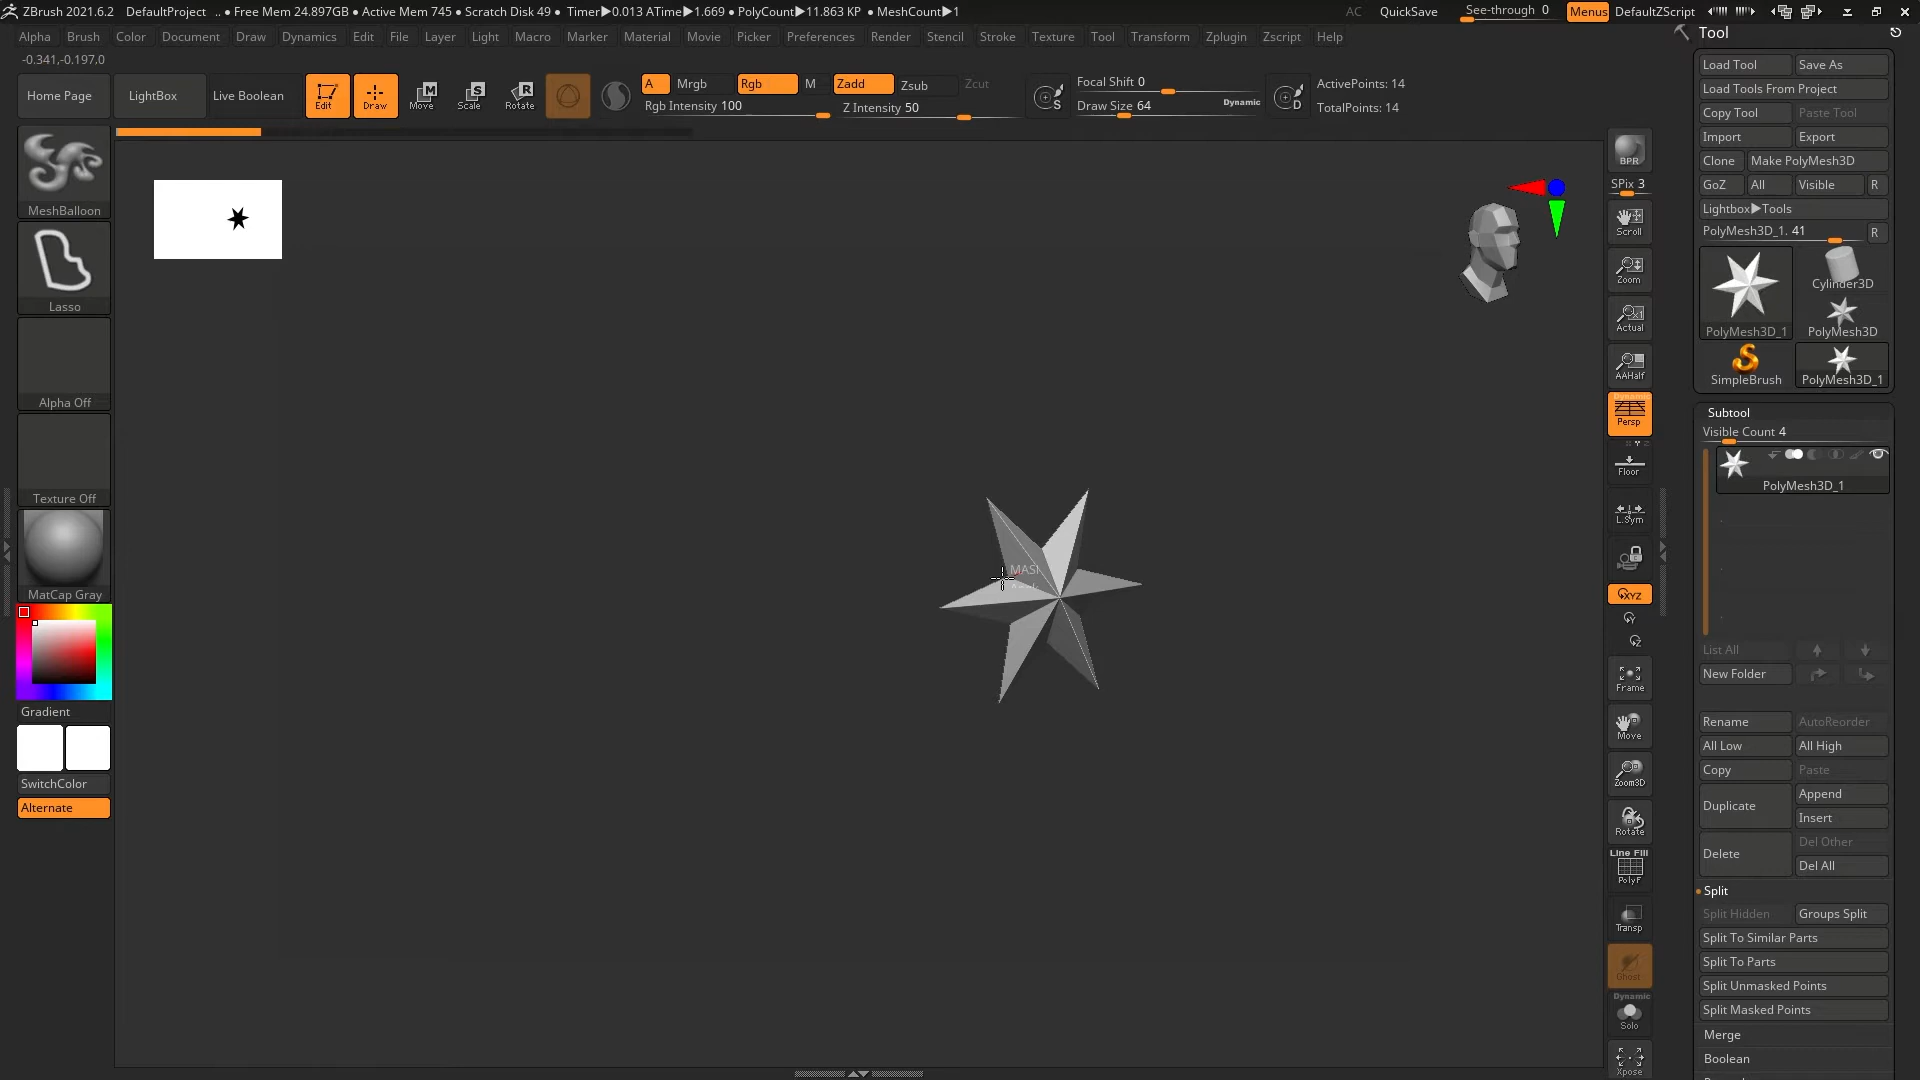 ZBrush 2021.6.2 DefaultProject .. ● Free Mem 24.897GB ● Active Mem 745 ● Scratch Disk 49 ● Timer▶0.013 ATime▶1.669 ● PolyCount▶11.863 KP ● MeshCount▶1 AC QuickSave See-through 0 Menus DefaultZScript
Alpha Brush Color Document Draw Dynamics Edit File Layer Light Macro Marker Material Movie Picker Preferences Render Stencil Stroke Texture Tool Transform Zplugin Zscript Help
-0.341,-0.197,0
Home Page LightBox Live Boolean Edit Draw Move Scale Rotate
A Mrgb Rgb M Zadd Zsub Zcut
Rgb Intensity 100 Z Intensity 50
Focal Shift 0
Draw Size 64 Dynamic
ActivePoints: 14
TotalPoints: 14
MeshBalloon
Lasso
Alpha Off
Texture Off
MatCap Gray
Gradient
SwitchColor
Alternate
MASK
BPR
SPix 3
Scroll
Zoom
Actual
AAHalf
Dynamic
Persp
Floor
L.Sym
XYZ
Y
Z
Frame
Move
Zoom3D
Rotate
Line Fill
PolyF
Transp
Ghost
Dynamic
Solo
Xpose
Tool
Load Tool Save As
Load Tools From Project
Copy Tool Paste Tool
Import Export
Clone Make PolyMesh3D
GoZ All Visible R
Lightbox▶Tools
PolyMesh3D_1. 41 R
Cylinder3D
PolyMesh3D_1 PolyMesh3D
SimpleBrush PolyMesh3D_1
Subtool
Visible Count 4
PolyMesh3D_1
List All
New Folder
Rename AutoReorder
All Low All High
Copy Paste
Duplicate Append
Insert
Delete Del Other
Del All
Split
Split Hidden Groups Split
Split To Similar Parts
Split To Parts
Split Unmasked Points
Split Masked Points
Merge
Boolean